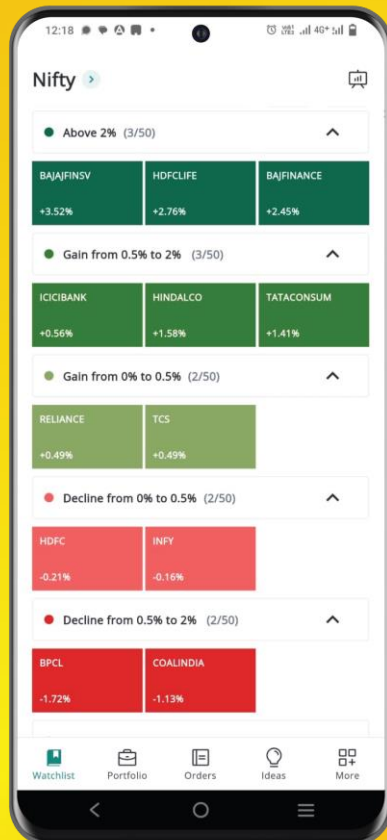 12:18 4G+
Nifty
Above 2% (3/50)
BAJAJFINSV HDFCLIFE BAJFINANCE
+3.52% +2.76% +2.45%
Gain from 0.5% to 2% (3/50)
ICICIBANK HINDALCO TATACONSUM
+0.56% +1.58% +1.41%
Gain from 0% to 0.5% (2/50)
RELIANCE TCS
+0.49% +0.49%
Decline from 0% to 0.5% (2/50)
HDFC INFY
-0.21% -0.16%
Decline from 0.5% to 2% (2/50)
BPCL COALINDIA
-1.72% -1.13%
Watchlist Portfolio Orders Ideas More